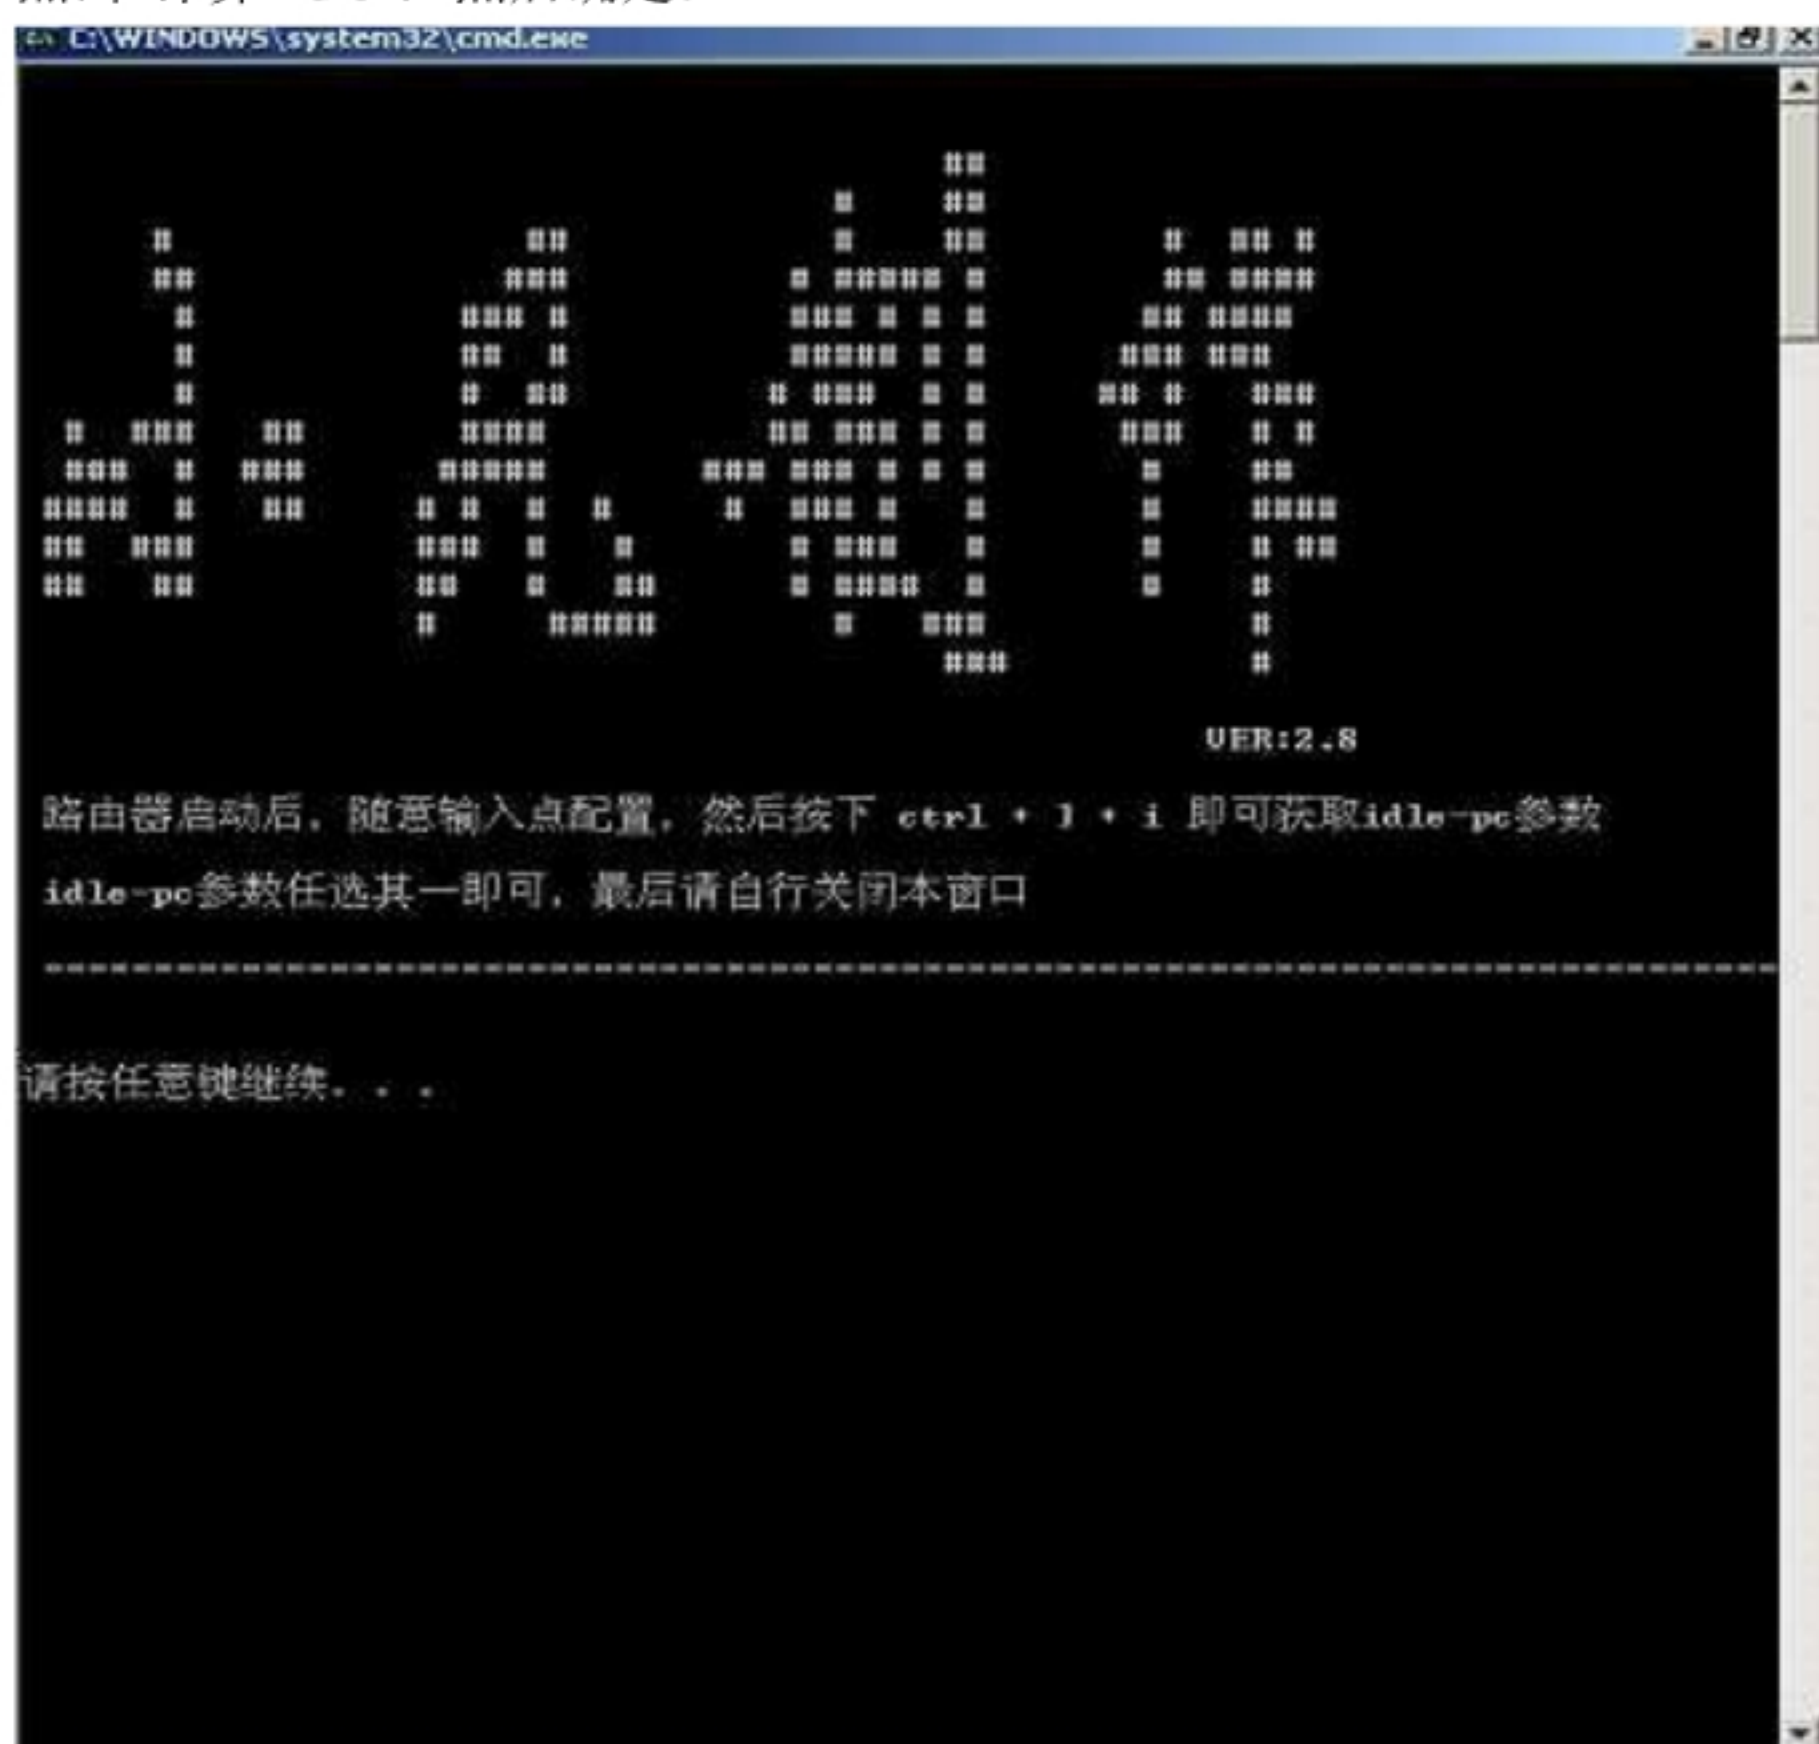 C:\WINDOWS\system32\cmd.exe
VER:2.8
路由器启动后，随意输入点配置，然后按下 ctrl + ] + i 即可获取idle-pc参数
idle-pc参数任选其一即可，最后请自行关闭本窗口
请按任意键继续. . .